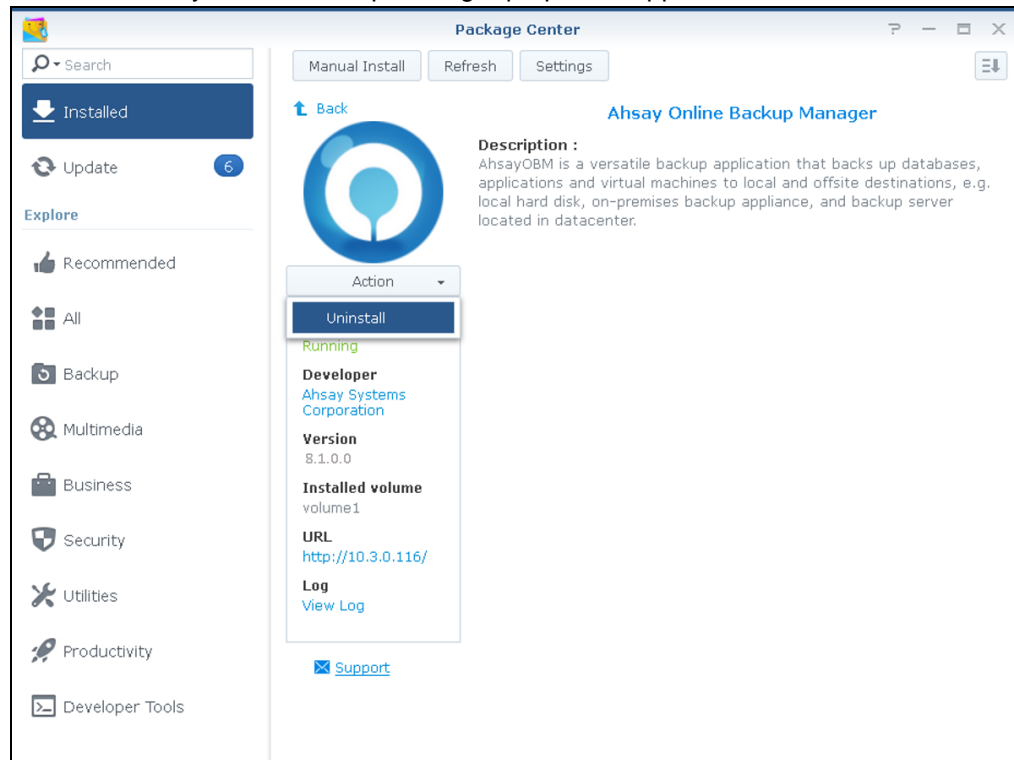 Package Center
Search
Manual Install
Refresh
Settings
Installed
Update
6
Explore
Recommended
All
Backup
Multimedia
Business
Security
Utilities
Productivity
Developer Tools
Back
Ahsay Online Backup Manager
Description :
AhsayOBM is a versatile backup application that backs up databases,
applications and virtual machines to local and offsite destinations, e.g.
local hard disk, on-premises backup appliance, and backup server
located in datacenter.
Action
Uninstall
Running
Developer
Ahsay Systems
Corporation
Version
8.1.0.0
Installed volume
volume1
URL
http://10.3.0.116/
Log
View Log
Support